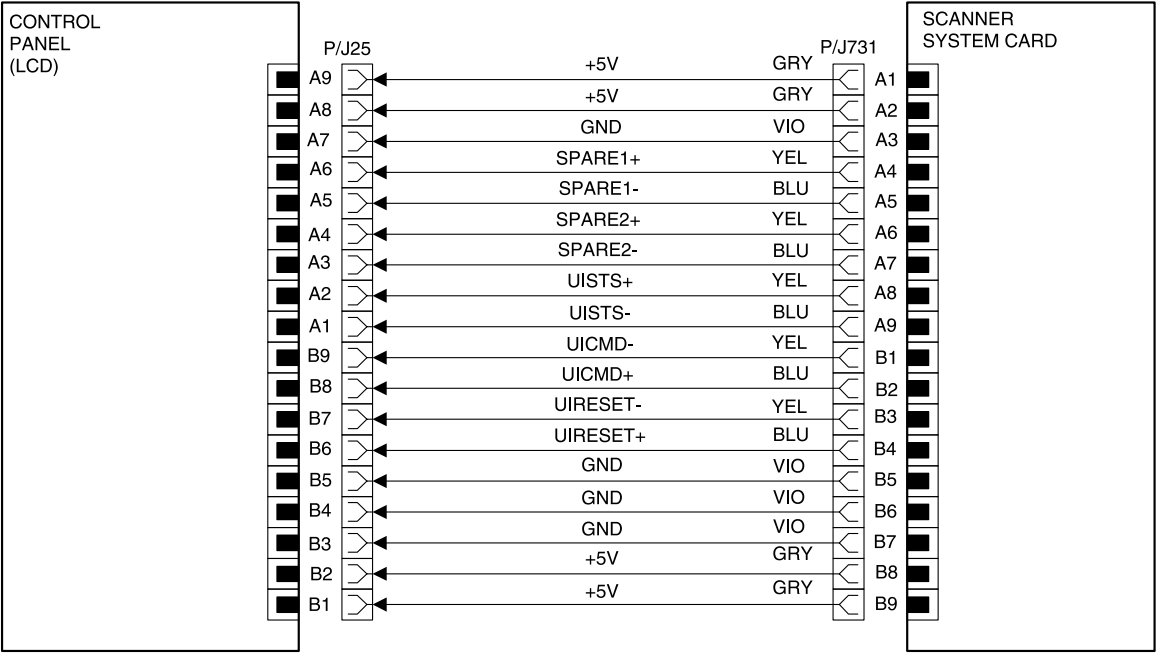 CONTROL
PANEL
(LCD)
SCANNER
SYSTEM CARD
P/J25 P/J731
A9 +5V GRY A1
A8 +5V GRY A2
A7 GND VIO A3
A6 SPARE1+ YEL A4
A5 SPARE1- BLU A5
A4 SPARE2+ YEL A6
A3 SPARE2- BLU A7
A2 UISTS+ YEL A8
A1 UISTS- BLU A9
B9 UICMD- YEL B1
B8 UICMD+ BLU B2
B7 UIRESET- YEL B3
B6 UIRESET+ BLU B4
B5 GND VIO B5
B4 GND VIO B6
B3 GND VIO B7
B2 +5V GRY B8
B1 +5V GRY B9